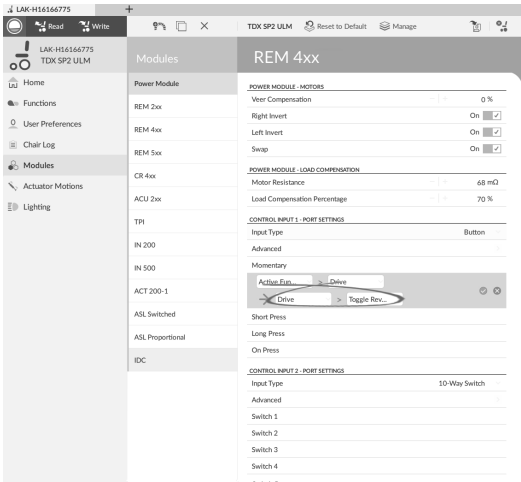 LAK-H16166775
Read Write TDX SP2 ULM Reset to Default Manage
LAK-H16166775
TDX SP2 ULM
Modules
REM 4xx
Home
Functions
User Preferences
Chair Log
Modules
Actuator Motions
Lighting
Power Module
REM 2xx
REM 4xx
REM 5xx
CR 4xx
ACU 2xx
TPI
IN 200
IN 500
ACT 200-1
ASL Switched
ASL Proportional
IDC
POWER MODULE - MOTORS
Veer Compensation 0 %
Right Invert On
Left Invert On
Swap On
POWER MODULE - LOAD COMPENSATION
Motor Resistance 68 mΩ
Load Compensation Percentage 70 %
CONTROL INPUT 1 - PORT SETTINGS
Input Type Button
Advanced
Momentary
Active Fun... > Drive
Drive > Toggle Rev...
Short Press
Long Press
On Press
CONTROL INPUT 2 - PORT SETTINGS
Input Type 10-Way Switch
Advanced
Switch 1
Switch 2
Switch 3
Switch 4